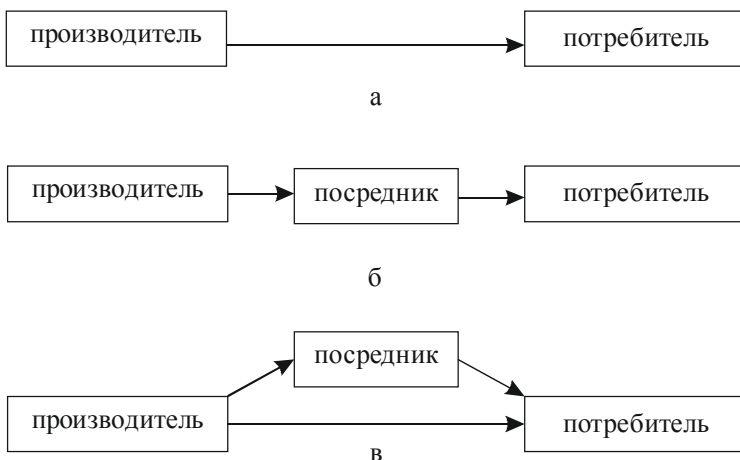 производитель потребитель
а
производитель посредник потребитель
б
посредник
производитель потребитель
в